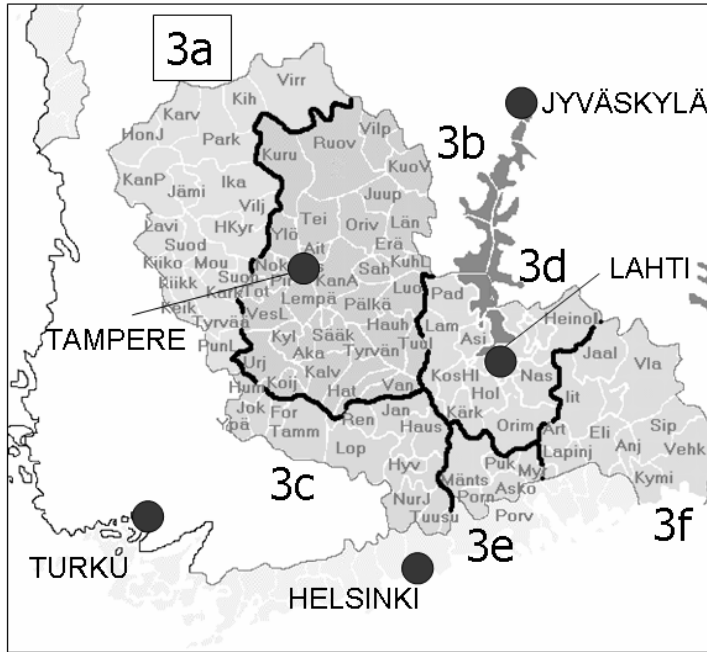 3a
Virr
Kih
Karv
HonJ
Park
Ruov
Vilp
JYVÄSKYLÄ
3b
Kuru
KuoV
KanP
Jämi
Ika
Juup
Vilj
Tei
Oriv
Län
Lavi
HKyr
Ylö
Suod
Ait
Erä
Kiiko
Mou
Sah
KuhL
3d
LAHTI
Kiikk
KanA
Luo
Pad
Keik
Tot
Lempä
Pälkä
Heinol
TAMPERE
Tyrvää
VesL
Hauh
Lam
Asi
Jaal
PunL
Kyl
Sääk
Tuul
Vla
Urj
Aka
Tyrvän
KosHl
Nas
Kalv
Hol
Iit
Hum
Koij
Hat
Van
Kärk
Jok
For
Ren
Jan
Orim
Art
Sip
Ypä
Tamm
Haus
Eli
Lop
Lapinj
Anj
Vehk
Hyv
Puk
Myr
3c
Mänts
Kymi
NurJ
Porn
Asko
Tuusu
Porv
3f
3e
TURKU
HELSINKI